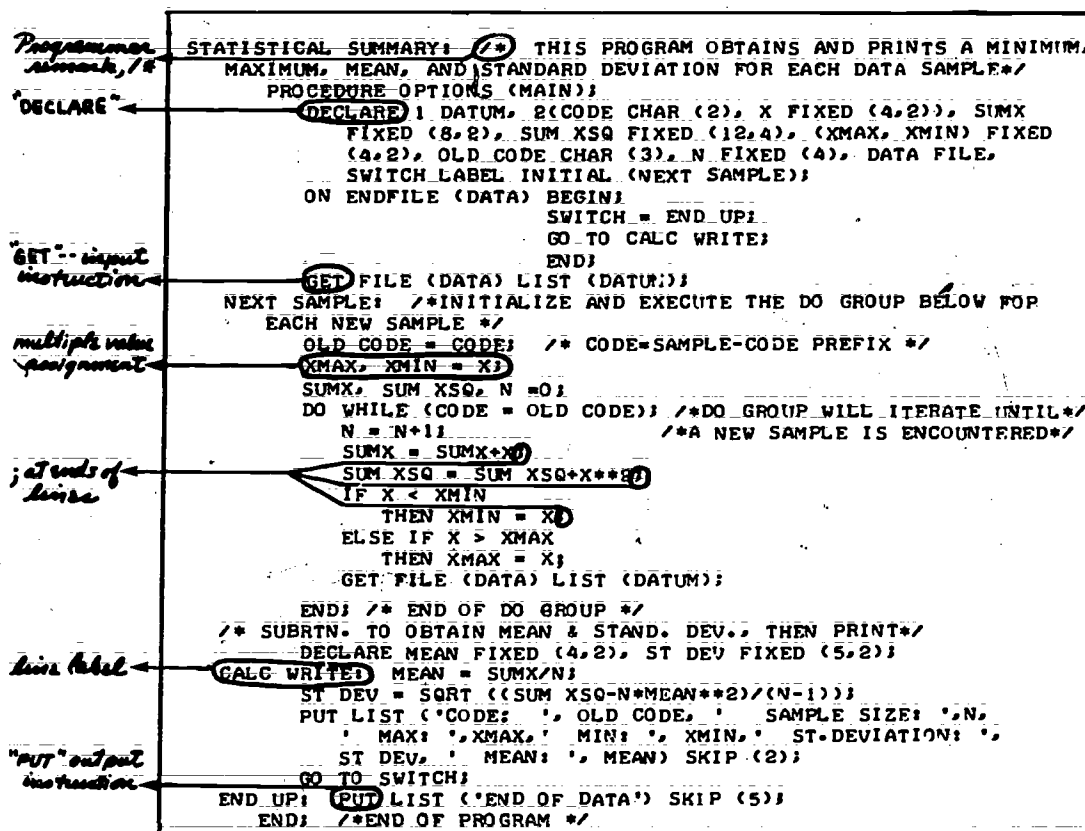 Programmer remark, /*
STATISTICAL SUMMARY: /* THIS PROGRAM OBTAINS AND PRINTS A MINIMUM,
MAXIMUM, MEAN, AND STANDARD DEVIATION FOR EACH DATA SAMPLE*/
PROCEDURE OPTIONS (MAIN);
"DECLARE"
DECLARE 1 DATUM, 2(CODE CHAR (2), X FIXED (4,2)), SUMX
FIXED (8,2), SUM XSQ FIXED (12,4), (XMAX, XMIN) FIXED
(4,2), OLD CODE CHAR (3), N FIXED (4), DATA FILE,
SWITCH LABEL INITIAL (NEXT SAMPLE);
ON ENDFILE (DATA) BEGIN;
SWITCH = END UP;
GO TO CALC WRITE;
END;
"GET" -- input
instruction
GET FILE (DATA) LIST (DATUM);
NEXT SAMPLE: /*INITIALIZE AND EXECUTE THE DO GROUP BELOW FOR
EACH NEW SAMPLE */
multiple value
assignment
OLD CODE = CODE; /* CODE=SAMPLE-CODE PREFIX */
XMAX, XMIN = X;
SUMX, SUM XSQ, N =0;
DO WHILE (CODE = OLD CODE); /*DO GROUP WILL ITERATE UNTIL*/
N = N+1; /*A NEW SAMPLE IS ENCOUNTERED*/
; at ends of
lines
SUMX = SUMX+X;
SUM XSQ = SUM XSQ+X**2;
IF X < XMIN
THEN XMIN = X;
ELSE IF X > XMAX
THEN XMAX = X;
GET FILE (DATA) LIST (DATUM);
END; /* END OF DO GROUP */
/* SUBRTN. TO OBTAIN MEAN & STAND. DEV., THEN PRINT*/
DECLARE MEAN FIXED (4,2), ST DEV FIXED (5,2);
line label
CALC WRITE: MEAN = SUMX/N;
ST DEV = SQRT ((SUM XSQ-N*MEAN**2)/(N-1));
PUT LIST ('CODE: ', OLD CODE, ' SAMPLE SIZE: ',N,
' MAX: ',XMAX,' MIN: ', XMIN,' ST.DEVIATION: ',
ST DEV, ' MEAN: ', MEAN) SKIP (2);
"PUT" output
instruction
GO TO SWITCH;
END UP: PUT LIST ('END OF DATA') SKIP (5);
END; /*END OF PROGRAM */